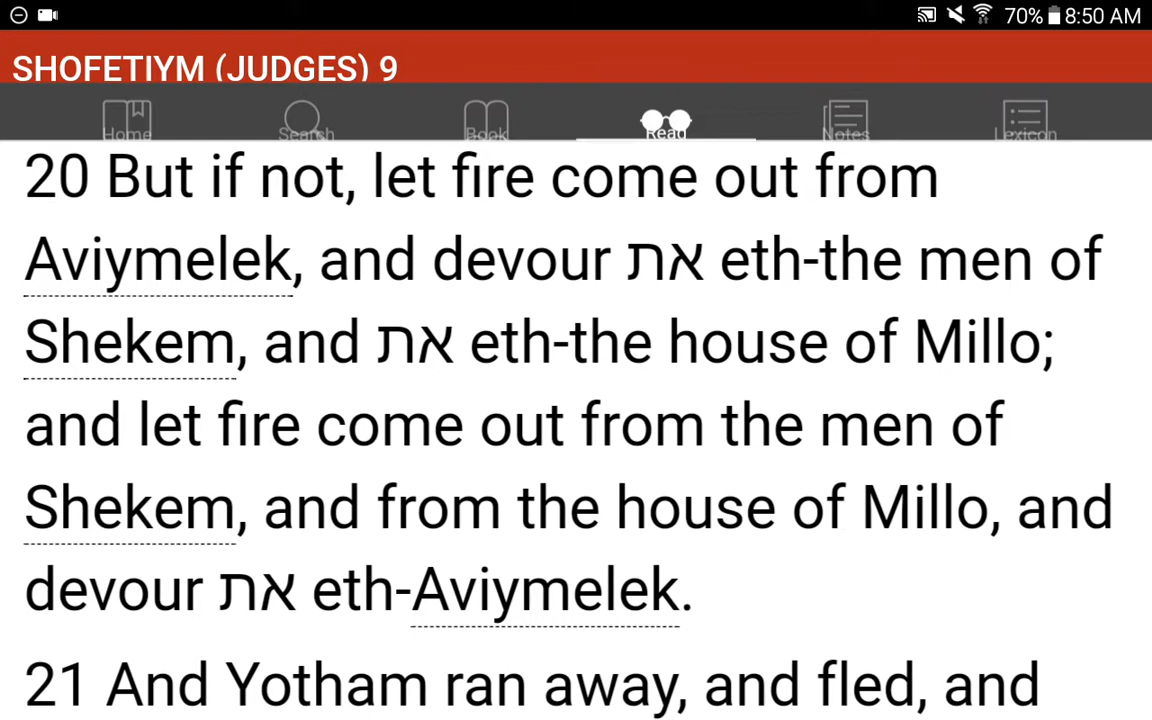 70% 8:50 AM
SHOFETIYM (JUDGES) 9
Home Search Book Read Notes Lexicon
20 But if not, let fire come out from
Aviymelek, and devour את eth-the men of
Shekem, and את eth-the house of Millo;
and let fire come out from the men of
Shekem, and from the house of Millo, and
devour את eth-Aviymelek.
21 And Yotham ran away, and fled, and